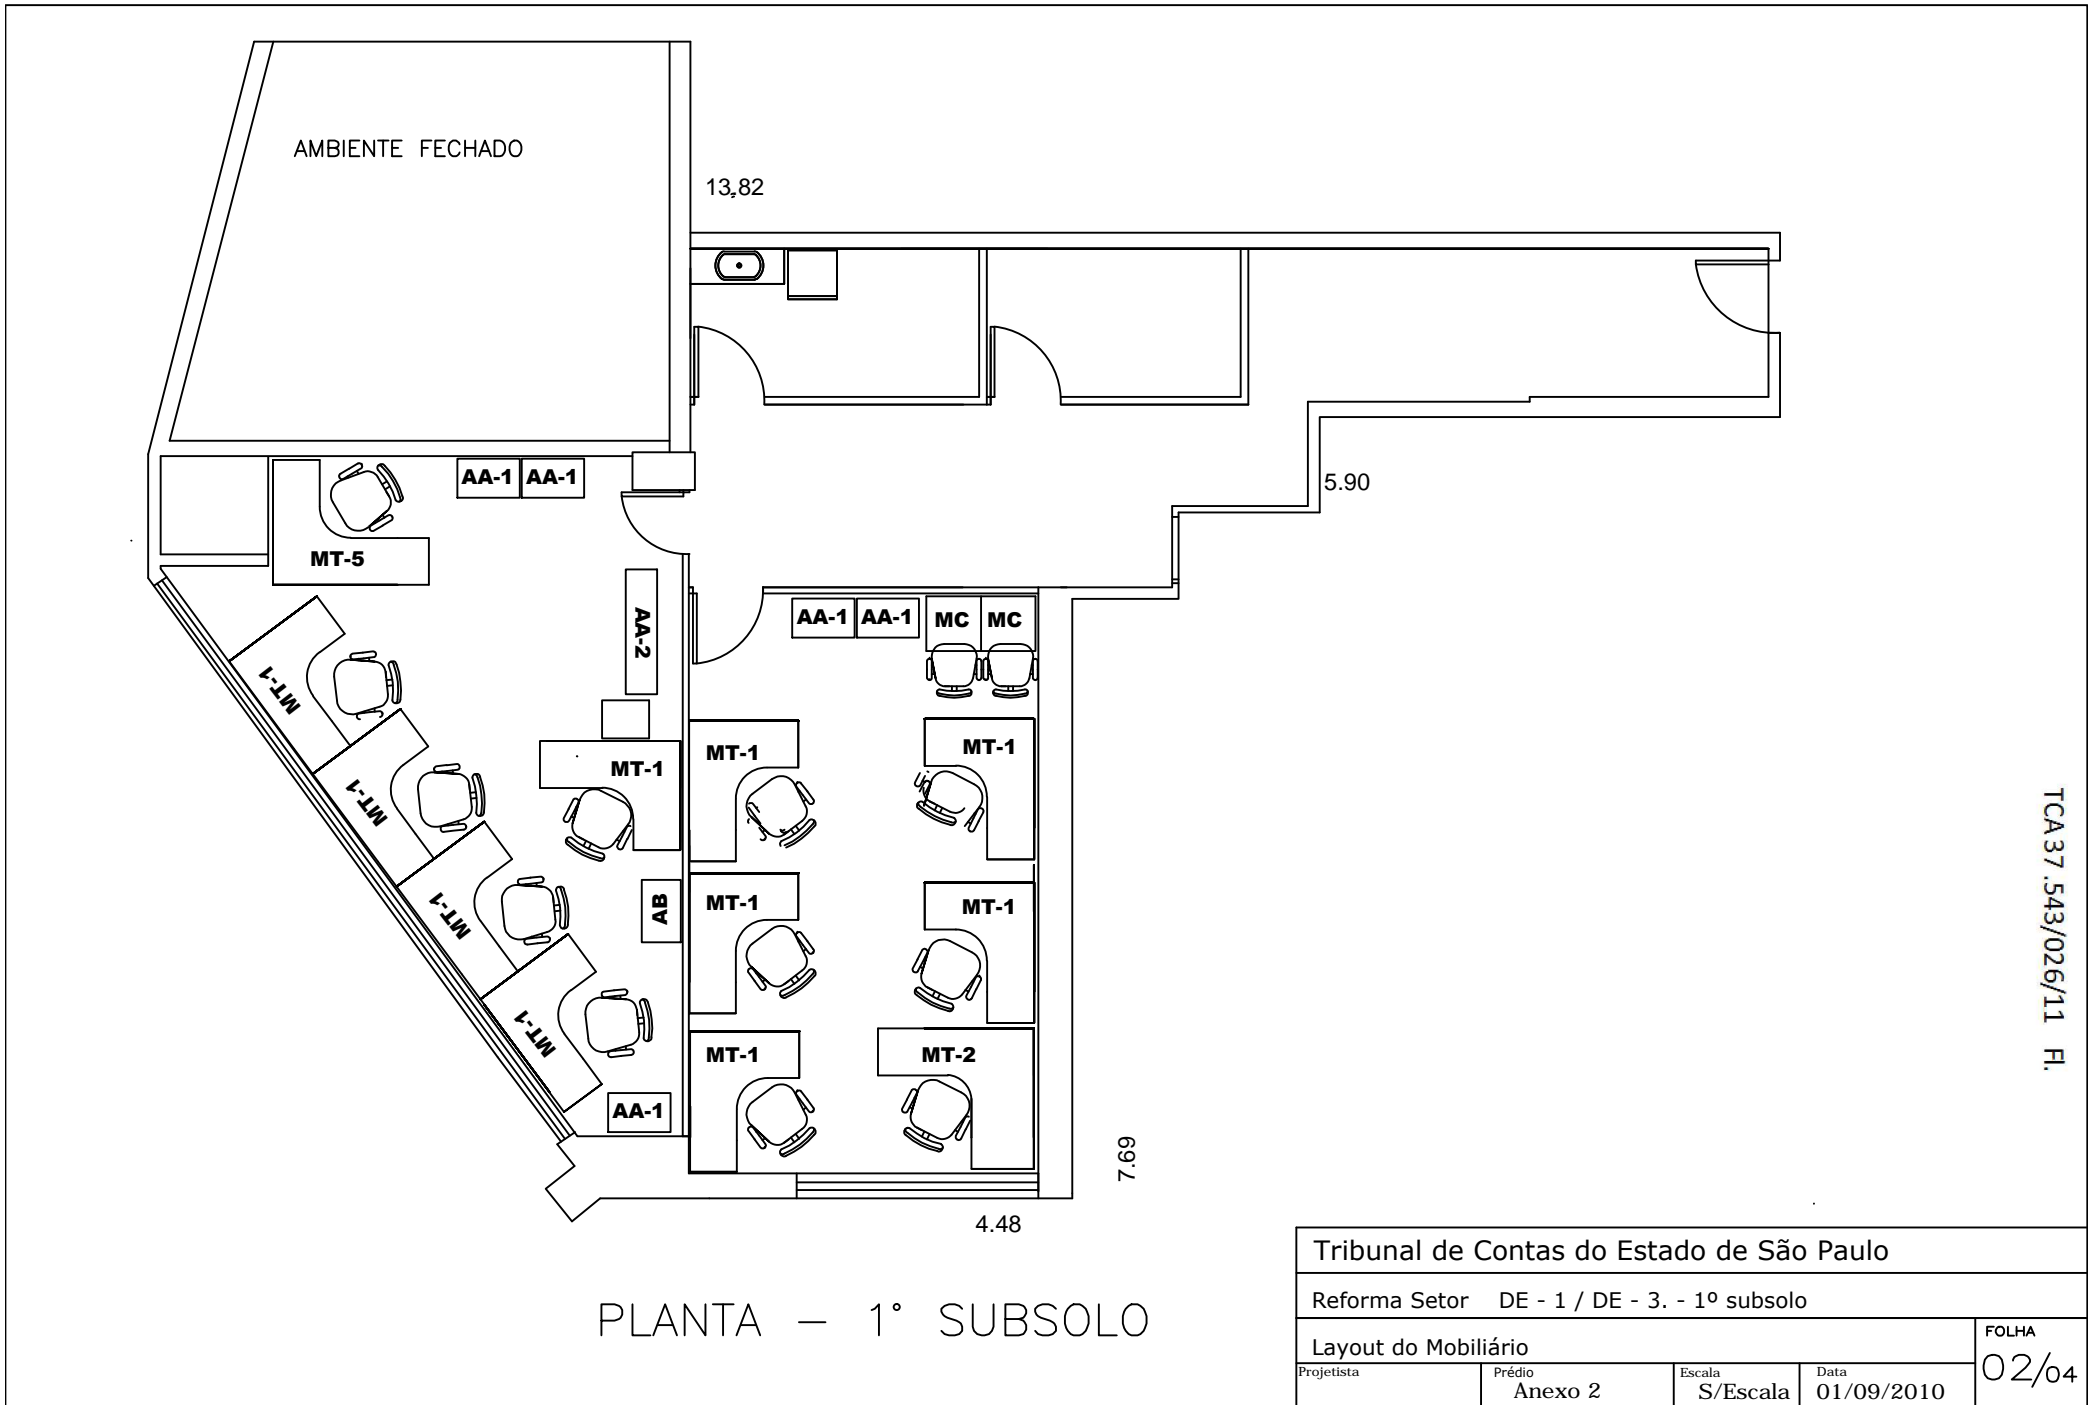 AMBIENTE FECHADO
13.82
5.90
AA-1 AA-1
MT-5
AA-2
AA-1 AA-1 MC MC
MT-1
MT-1
MT-1
MT-1
MT-1
AB
AA-1
MT-1 MT-1
MT-1 MT-1
MT-1 MT-2
7.69
4.48
TCA 37 .543/026/11 Fl.
PLANTA – 1° SUBSOLO
Tribunal de Contas do Estado de São Paulo
Reforma Setor DE - 1 / DE - 3. - 1º subsolo
Layout do Mobiliário
FOLHA
02/04
Projetista
Prédio
Anexo 2
Escala
S/Escala
Data
01/09/2010